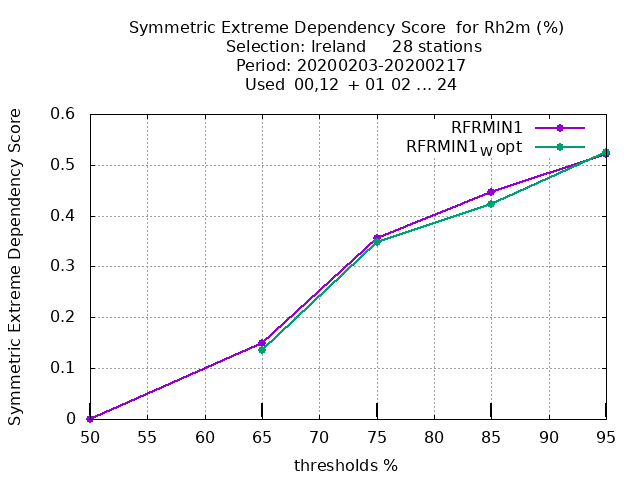 Symmetric Extreme Dependency Score for Rh2m (%)
Selection: Ireland 28 stations
Period: 20200203-20200217
Used 00,12 + 01 02 ... 24
Symmetric Extreme Dependency Score
0.6
0.5
0.4
0.3
0.2
0.1
0
RFRMIN1
RFRMIN1W opt
50 55 60 65 70 75 80 85 90 95
thresholds %